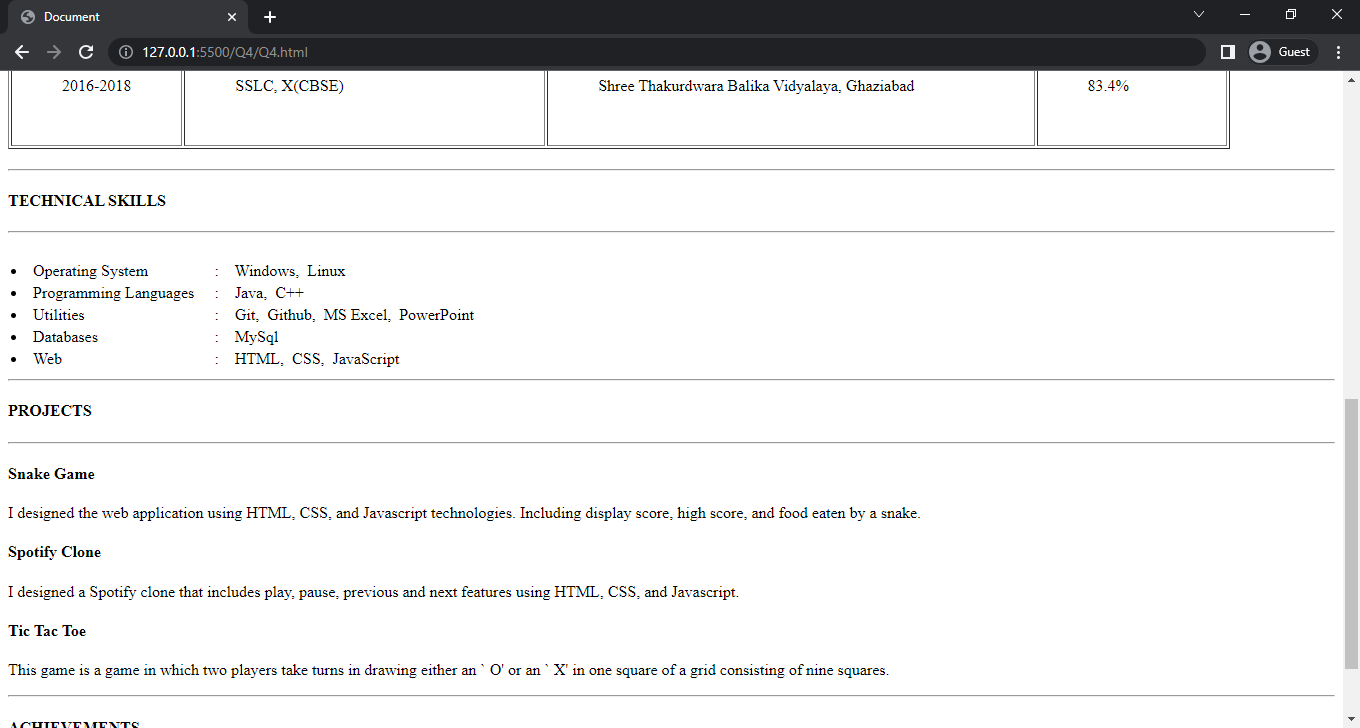 Document
127.0.0.1:5500/Q4/Q4.html
Guest
2016-2018 SSLC, X(CBSE) Shree Thakurdwara Balika Vidyalaya, Ghaziabad 83.4%
TECHNICAL SKILLS
• Operating System : Windows, Linux
• Programming Languages : Java, C++
• Utilities : Git, Github, MS Excel, PowerPoint
• Databases : MySql
• Web : HTML, CSS, JavaScript
PROJECTS
Snake Game
I designed the web application using HTML, CSS, and Javascript technologies. Including display score, high score, and food eaten by a snake.
Spotify Clone
I designed a Spotify clone that includes play, pause, previous and next features using HTML, CSS, and Javascript.
Tic Tac Toe
This game is a game in which two players take turns in drawing either an ` O' or an ` X' in one square of a grid consisting of nine squares.
ACHIEVEMENTS